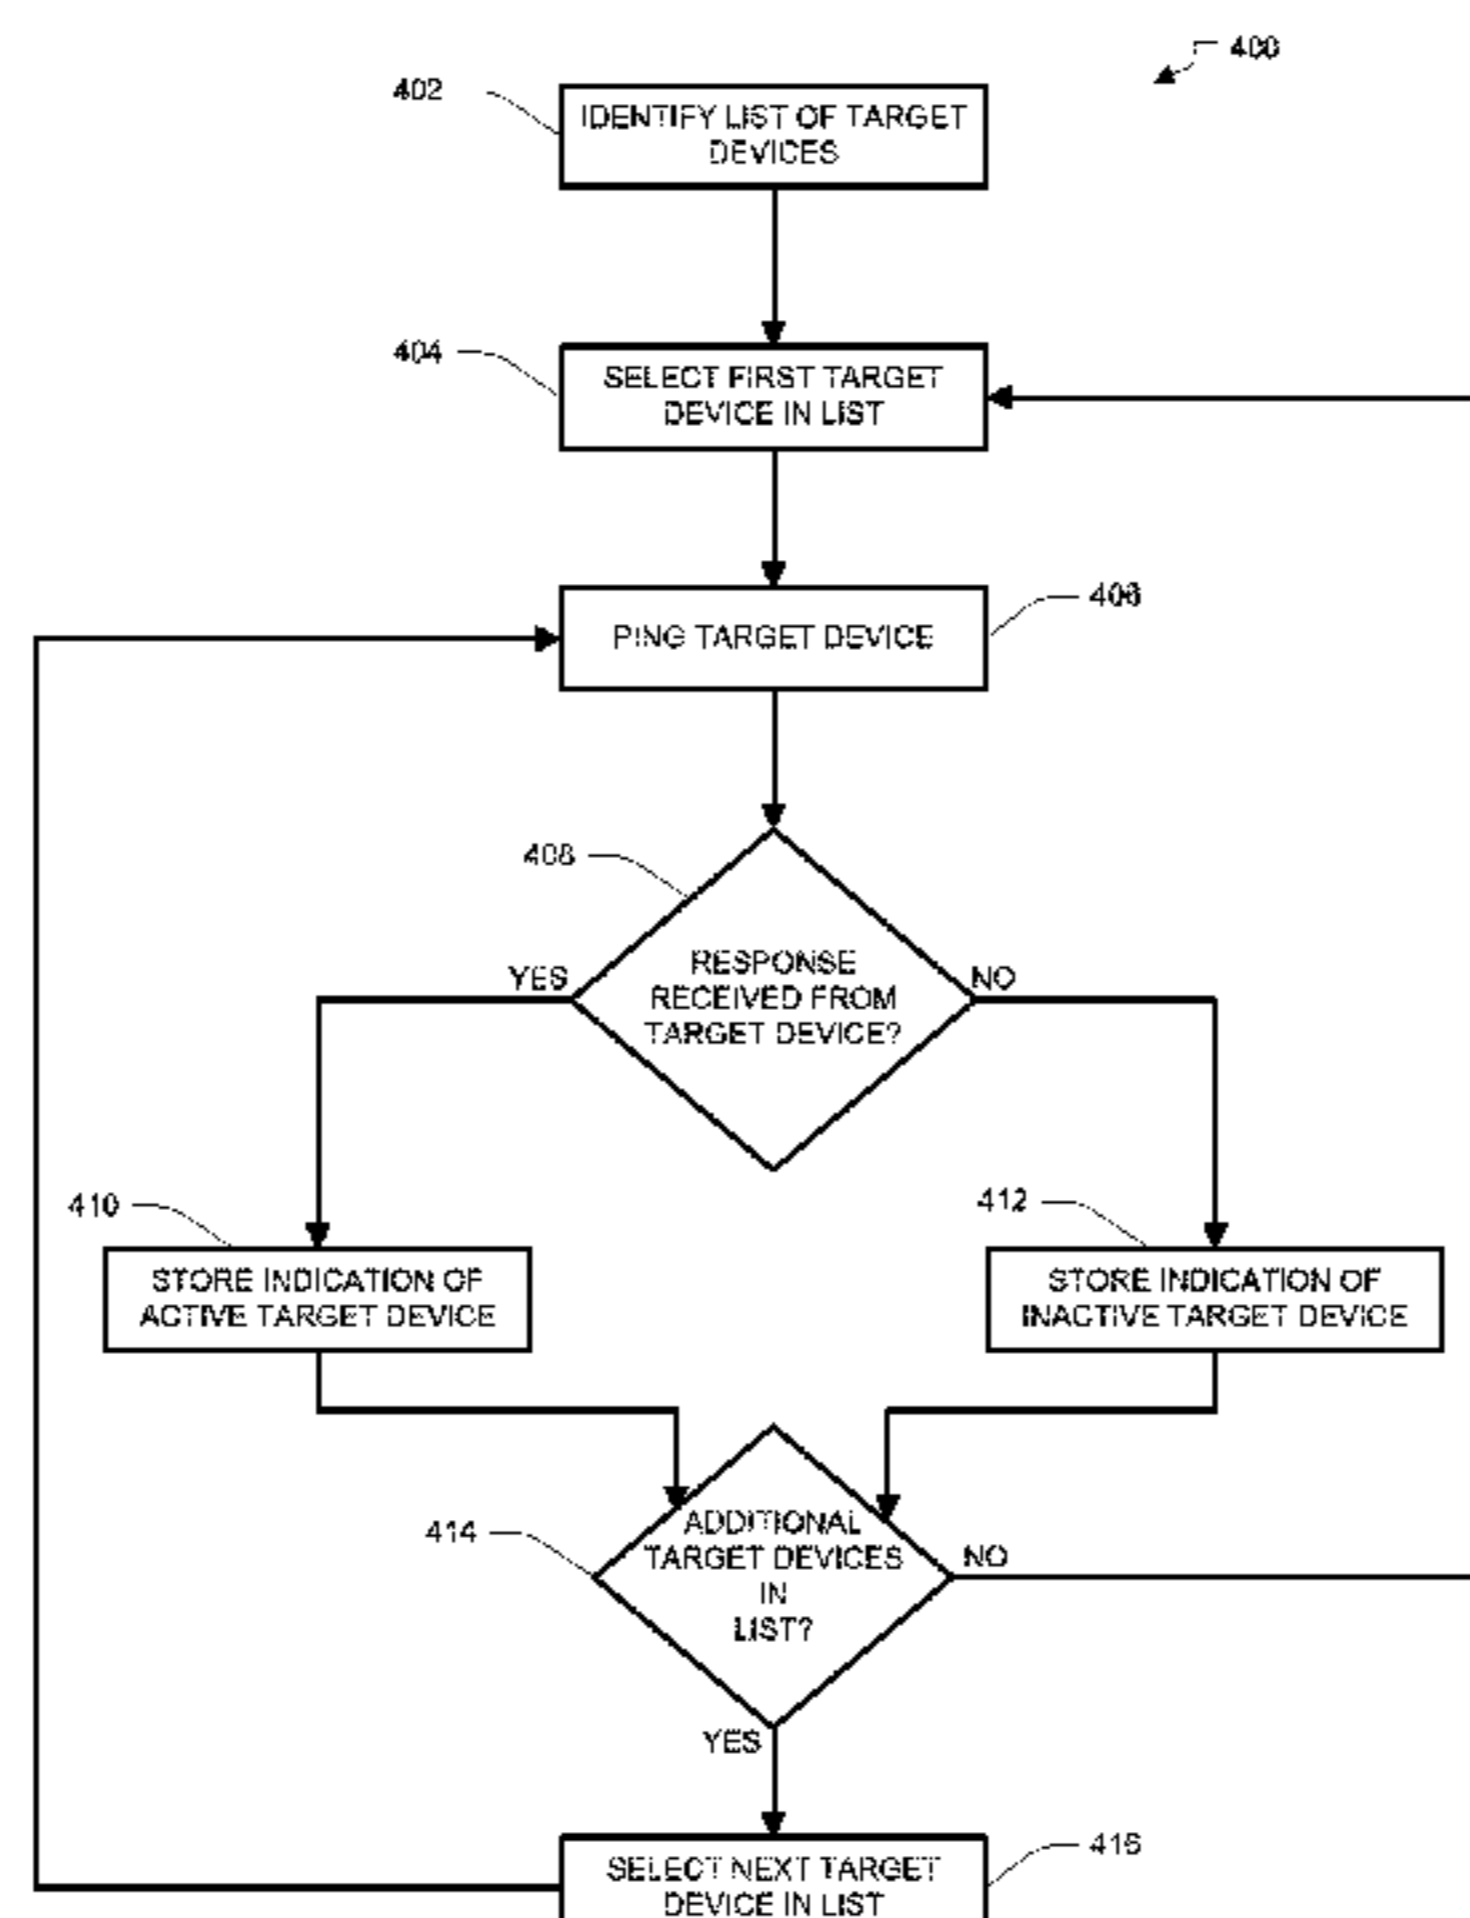 400
402
IDENTIFY LIST OF TARGET
DEVICES
404
SELECT FIRST TARGET
DEVICE IN LIST
406
PING TARGET DEVICE
408
RESPONSE
RECEIVED FROM
TARGET DEVICE?
YES
NO
410
STORE INDICATION OF
ACTIVE TARGET DEVICE
412
STORE INDICATION OF
INACTIVE TARGET DEVICE
414
ADDITIONAL
TARGET DEVICES
IN
LIST?
NO
YES
416
SELECT NEXT TARGET
DEVICE IN LIST